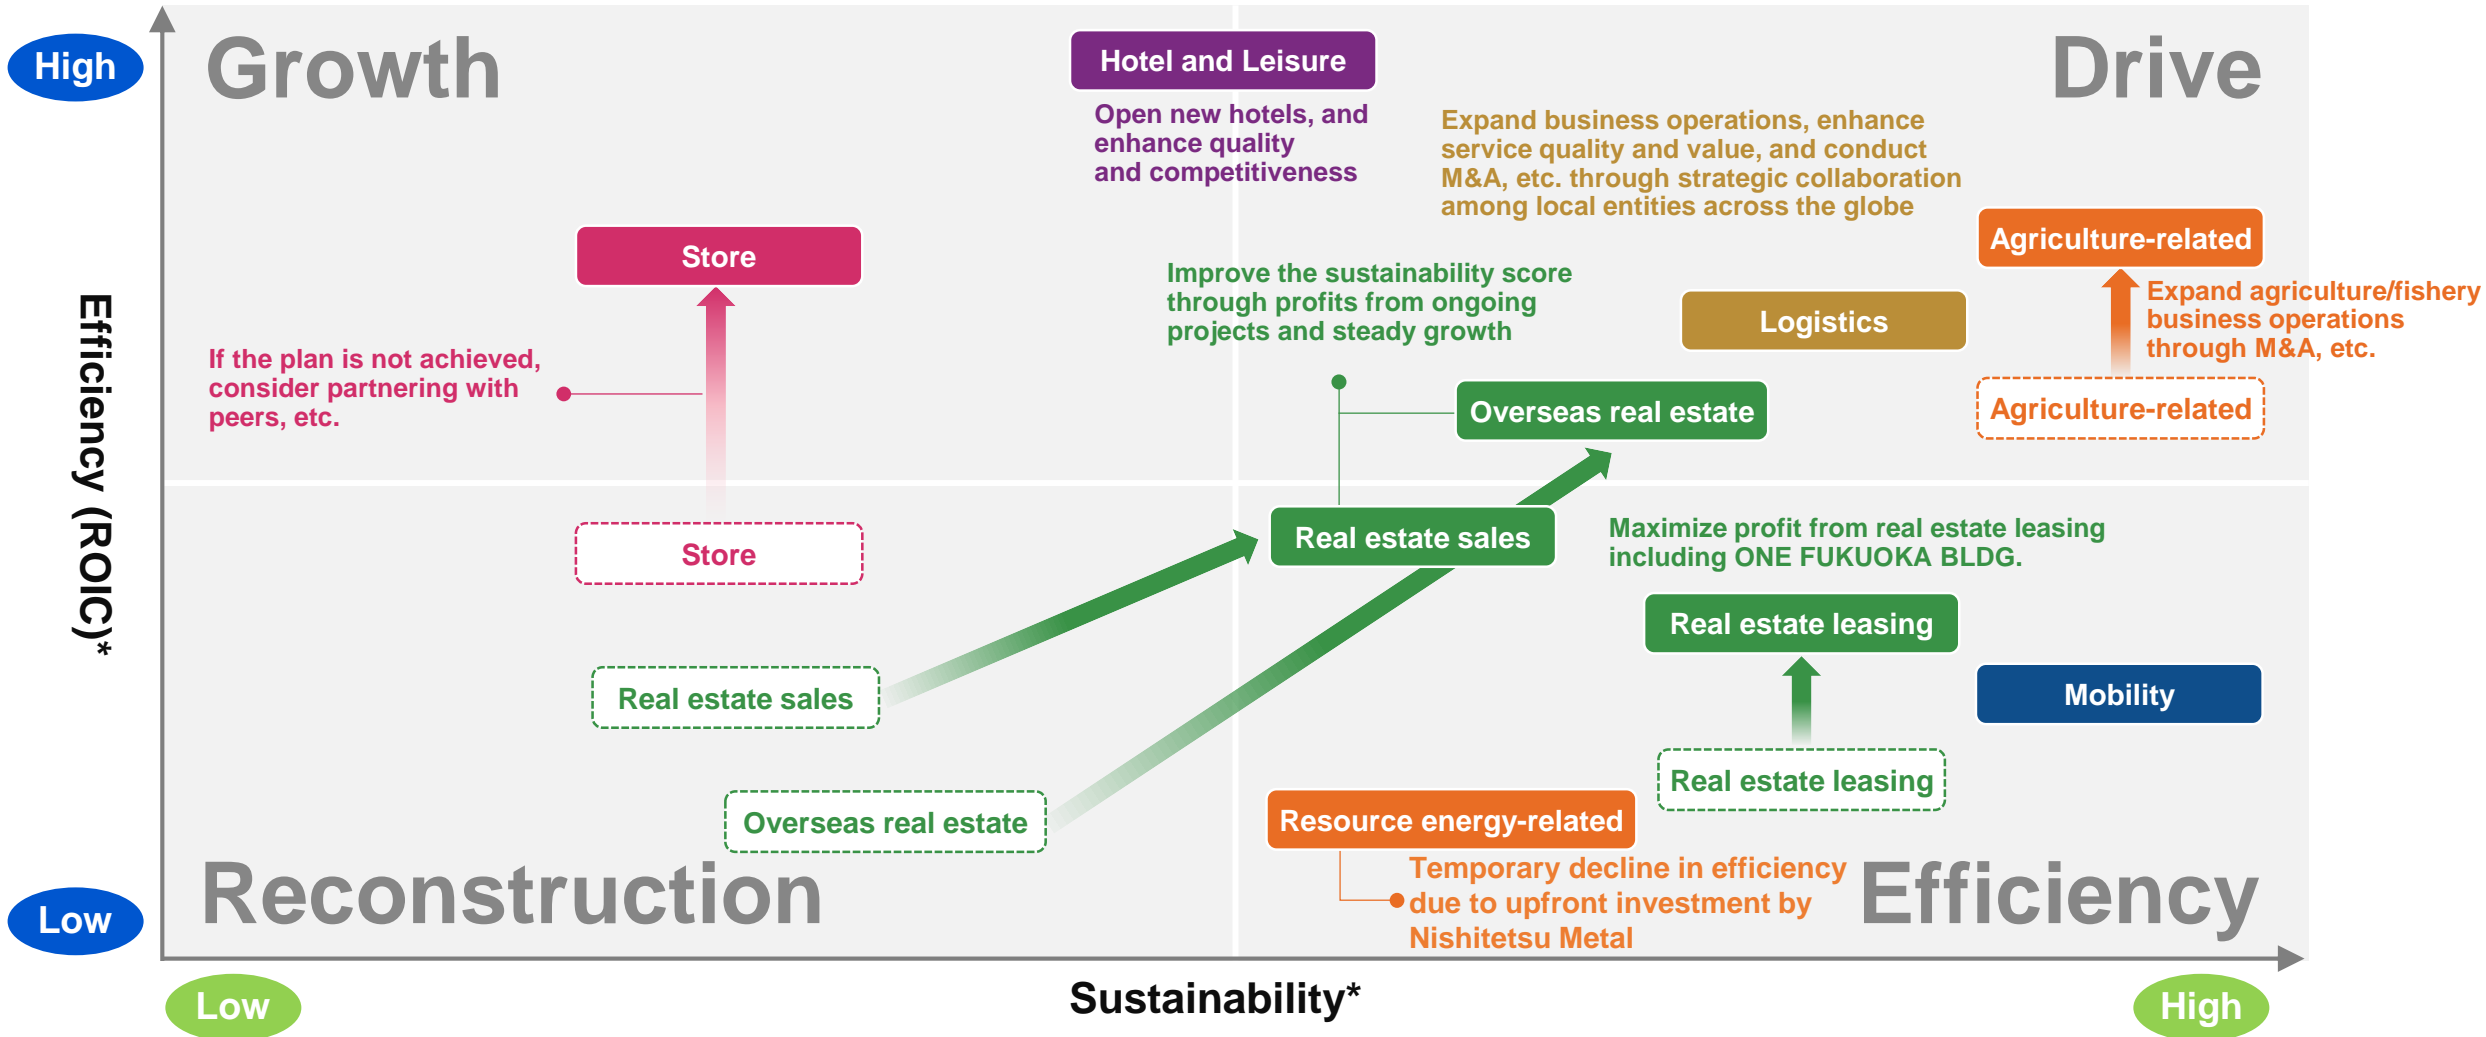 High
Growth
Hotel and Leisure
Drive
Open new hotels, and
enhance quality
and competitiveness
Expand business operations, enhance
service quality and value, and conduct
M&A, etc. through strategic collaboration
among local entities across the globe
Store
Agriculture-related
Improve the sustainability score
through profits from ongoing
projects and steady growth
Logistics
Expand agriculture/fishery
business operations
through M&A, etc.
Efficiency (ROIC)*
If the plan is not achieved,
consider partnering with
peers, etc.
Overseas real estate
Agriculture-related
Store
Real estate sales
Maximize profit from real estate leasing
including ONE FUKUOKA BLDG.
Real estate leasing
Real estate sales
Mobility
Real estate leasing
Overseas real estate
Resource energy-related
Reconstruction
Temporary decline in efficiency
due to upfront investment by
Nishitetsu Metal
Efficiency
Low
Low
Sustainability*
High